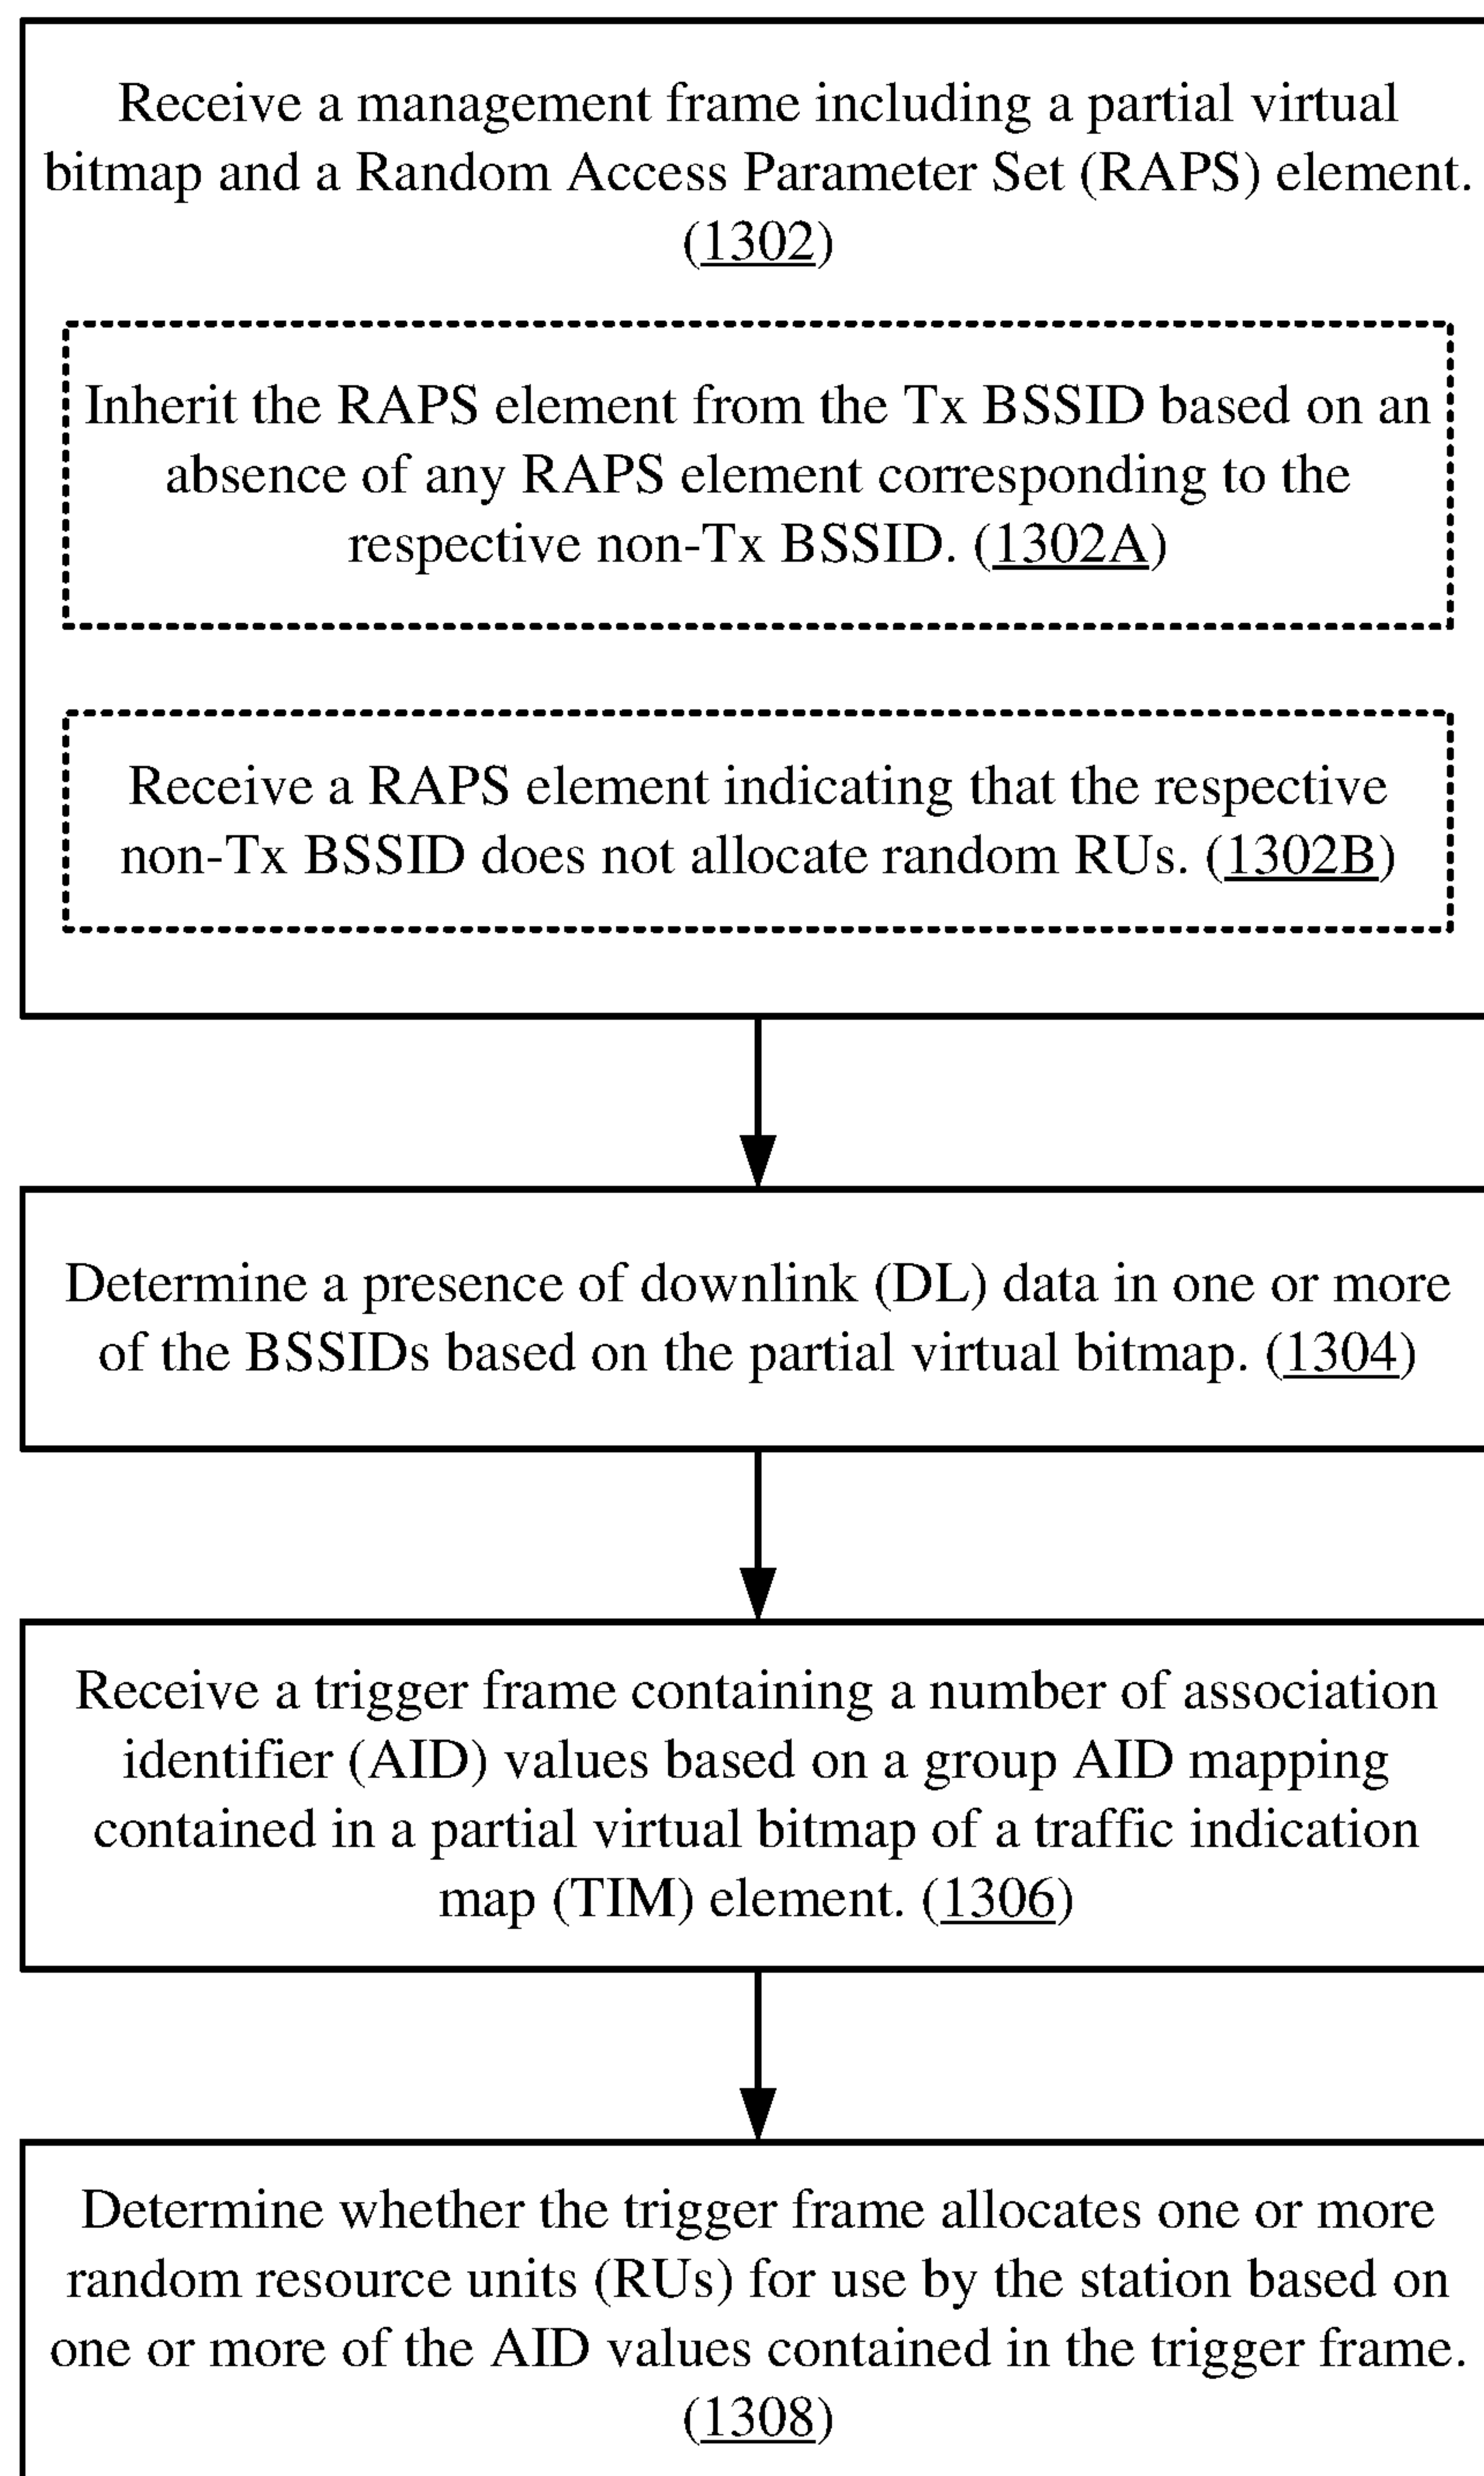 Receive a management frame including a partial virtual
bitmap and a Random Access Parameter Set (RAPS) element.
(1302)
Inherit the RAPS element from the Tx BSSID based on an
absence of any RAPS element corresponding to the
respective non-Tx BSSID. (1302A)
Receive a RAPS element indicating that the respective
non-Tx BSSID does not allocate random RUs. (1302B)
Determine a presence of downlink (DL) data in one or more
of the BSSIDs based on the partial virtual bitmap. (1304)
Receive a trigger frame containing a number of association
identifier (AID) values based on a group AID mapping
contained in a partial virtual bitmap of a traffic indication
map (TIM) element. (1306)
Determine whether the trigger frame allocates one or more
random resource units (RUs) for use by the station based on
one or more of the AID values contained in the trigger frame.
(1308)